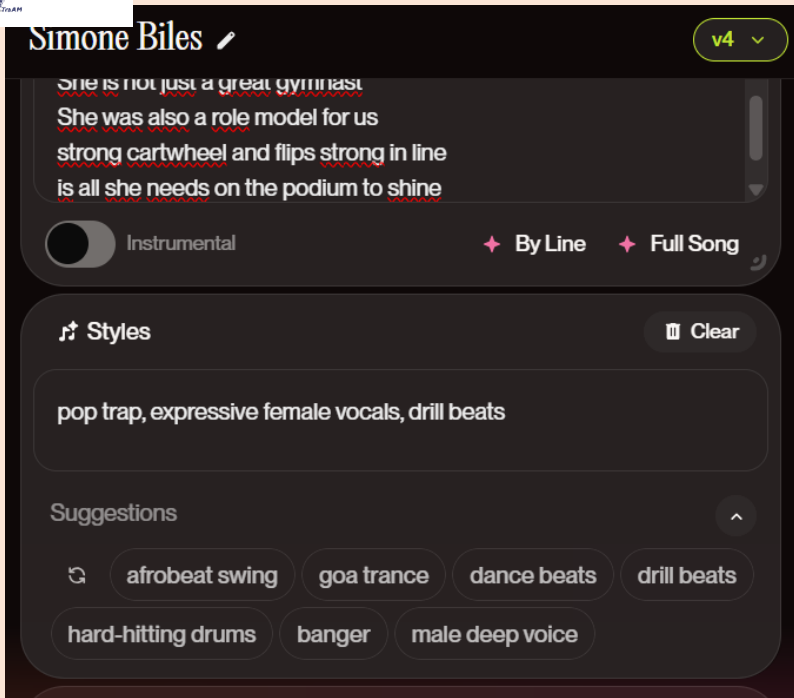 TEAM
Simone Biles
v4
She is not just a great gymnast
She was also a role model for us
strong cartwheel and flips strong in line
is all she needs on the podium to shine
Instrumental
By Line
Full Song
Styles
Clear
pop trap, expressive female vocals, drill beats
Suggestions
afrobeat swing
goa trance
dance beats
drill beats
hard-hitting drums
banger
male deep voice